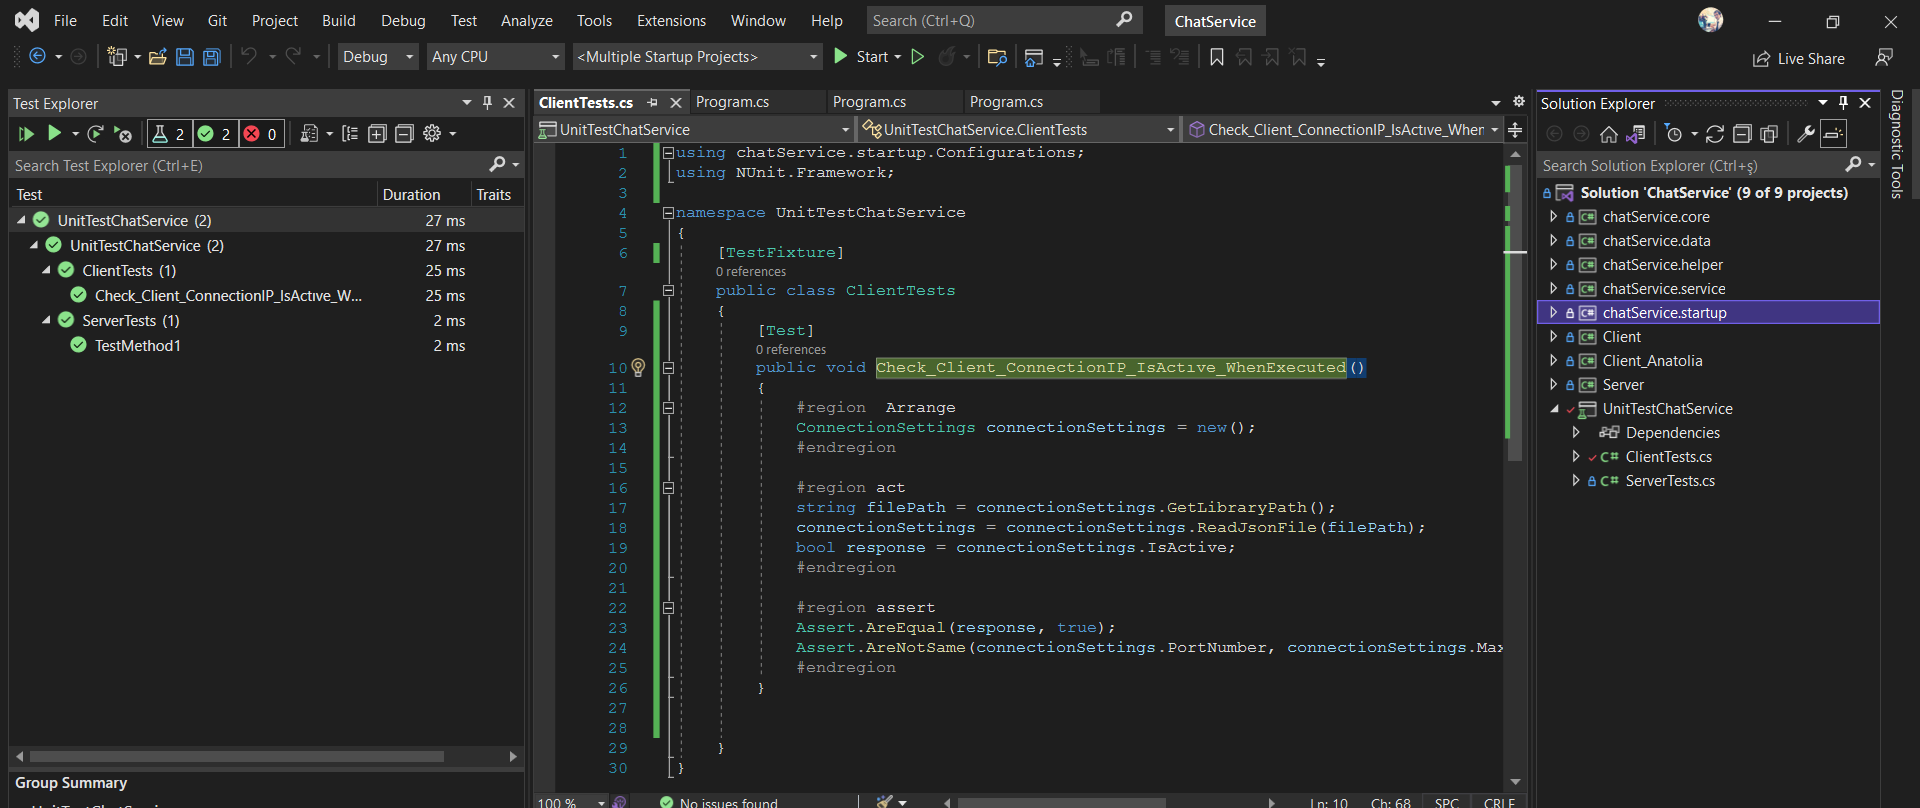 File Edit View Git Project Build Debug Test Analyze Tools Extensions Window Help Search (Ctrl+Q) ChatService
Debug Any CPU <Multiple Startup Projects> Start Live Share
Test Explorer
2 2 0
Search Test Explorer (Ctrl+E)
Test Duration Traits
UnitTestChatService (2) 27 ms
UnitTestChatService (2) 27 ms
ClientTests (1) 25 ms
Check_Client_ConnectionIP_IsActıve_W... 25 ms
ServerTests (1) 2 ms
TestMethod1 2 ms
Group Summary
ClientTests.cs Program.cs Program.cs Program.cs
UnitTestChatService UnitTestChatService.ClientTests Check_Client_ConnectionIP_IsActıve_When
1 using chatService.startup.Configurations;
2 using NUnit.Framework;
3
4 namespace UnitTestChatService
5 {
6 [TestFixture]
0 references
7 public class ClientTests
8 {
9 [Test]
0 references
10 public void Check_Client_ConnectionIP_IsActıve_WhenExecuted()
11 {
12 #region  Arrange
13 ConnectionSettings connectionSettings = new();
14 #endregion
15
16 #region act
17 string filePath = connectionSettings.GetLibraryPath();
18 connectionSettings = connectionSettings.ReadJsonFile(filePath);
19 bool response = connectionSettings.IsActive;
20 #endregion
21
22 #region assert
23 Assert.AreEqual(response, true);
24 Assert.AreNotSame(connectionSettings.PortNumber, connectionSettings.Max
25 #endregion
26 }
27
28
29 }
30 }
100 % No issues found Ln: 10 Ch: 68 SPC CRLF
Solution Explorer
Search Solution Explorer (Ctrl+ş)
Solution 'ChatService' (9 of 9 projects)
C# chatService.core
C# chatService.data
C# chatService.helper
C# chatService.service
C# chatService.startup
C# Client
C# Client_Anatolia
C# Server
UnitTestChatService
Dependencies
C# ClientTests.cs
C# ServerTests.cs
Diagnostic Tools